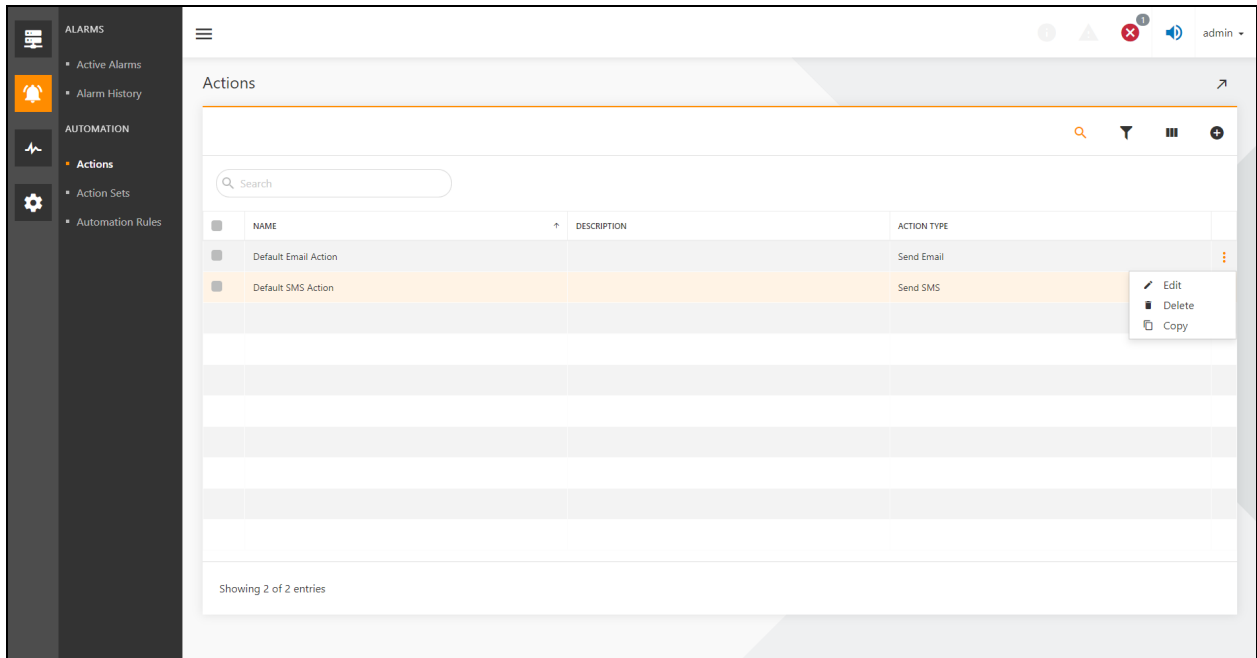 ALARMS
Active Alarms
Alarm History
AUTOMATION
Actions
Action Sets
Automation Rules
1
admin
Actions
Search
NAME DESCRIPTION ACTION TYPE
Default Email Action Send Email
Default SMS Action Send SMS
Edit
Delete
Copy
Showing 2 of 2 entries